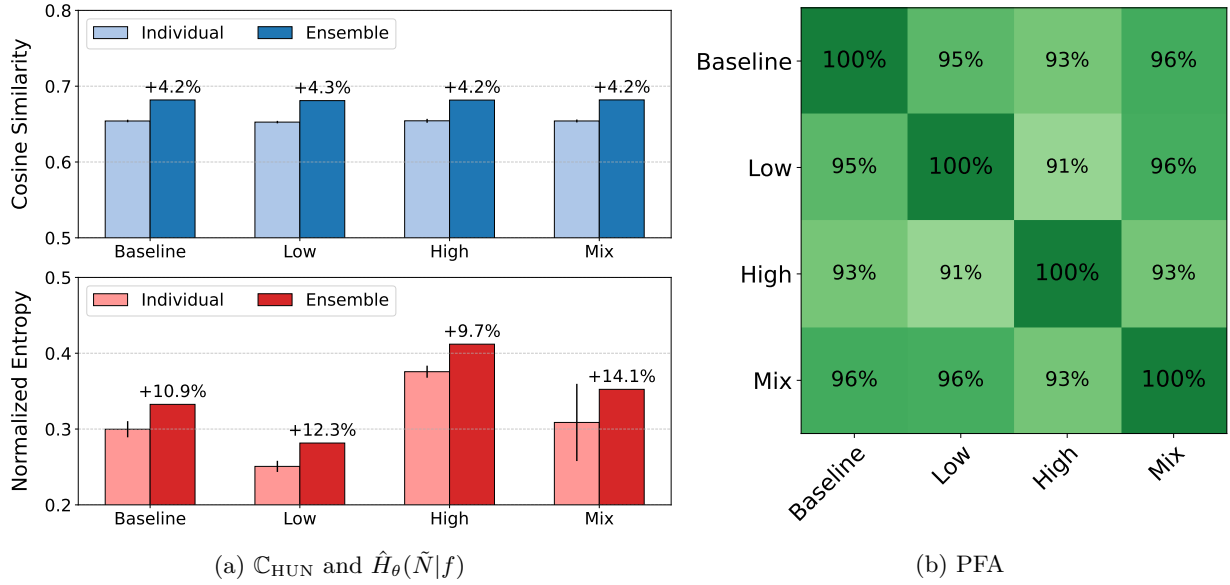 0.8
Individual Ensemble
Cosine Similarity
0.7
+4.2% +4.3% +4.2% +4.2%
0.6
0.5
Baseline Low High Mix
0.5
Individual Ensemble
Normalized Entropy
0.4
+10.9% +12.3% +9.7% +14.1%
0.3
0.2
Baseline Low High Mix
(a) ℂ_HUN and Ĥ_θ(Ñ|f)
Baseline 100% 95% 93% 96%
Low 95% 100% 91% 96%
High 93% 91% 100% 93%
Mix 96% 96% 93% 100%
Baseline Low High Mix
(b) PFA